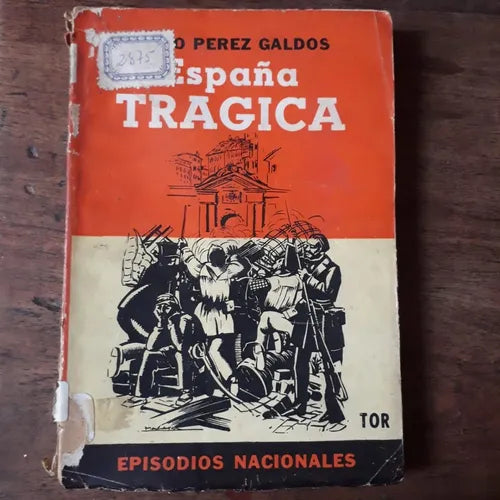 O PEREZ GALDOS
2875
España
TRAGICA
TOR
EPISODIOS NACIONALES